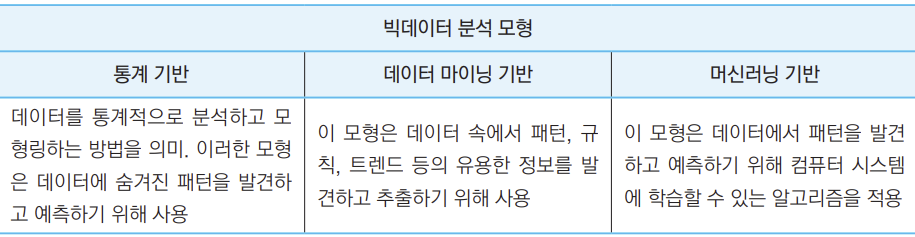 빅데이터 분석 모형
통계 기반
데이터 마이닝 기반
머신러닝 기반
데이터를 통계적으로 분석하고 모
형링하는 방법을 의미. 이러한 모형
은 데이터에 숨겨진 패턴을 발견하
고 예측하기 위해 사용
이 모형은 데이터 속에서 패턴, 규
칙, 트렌드 등의 유용한 정보를 발
견하고 추출하기 위해 사용
이 모형은 데이터에서 패턴을 발견
하고 예측하기 위해 컴퓨터 시스템
에 학습할 수 있는 알고리즘을 적용